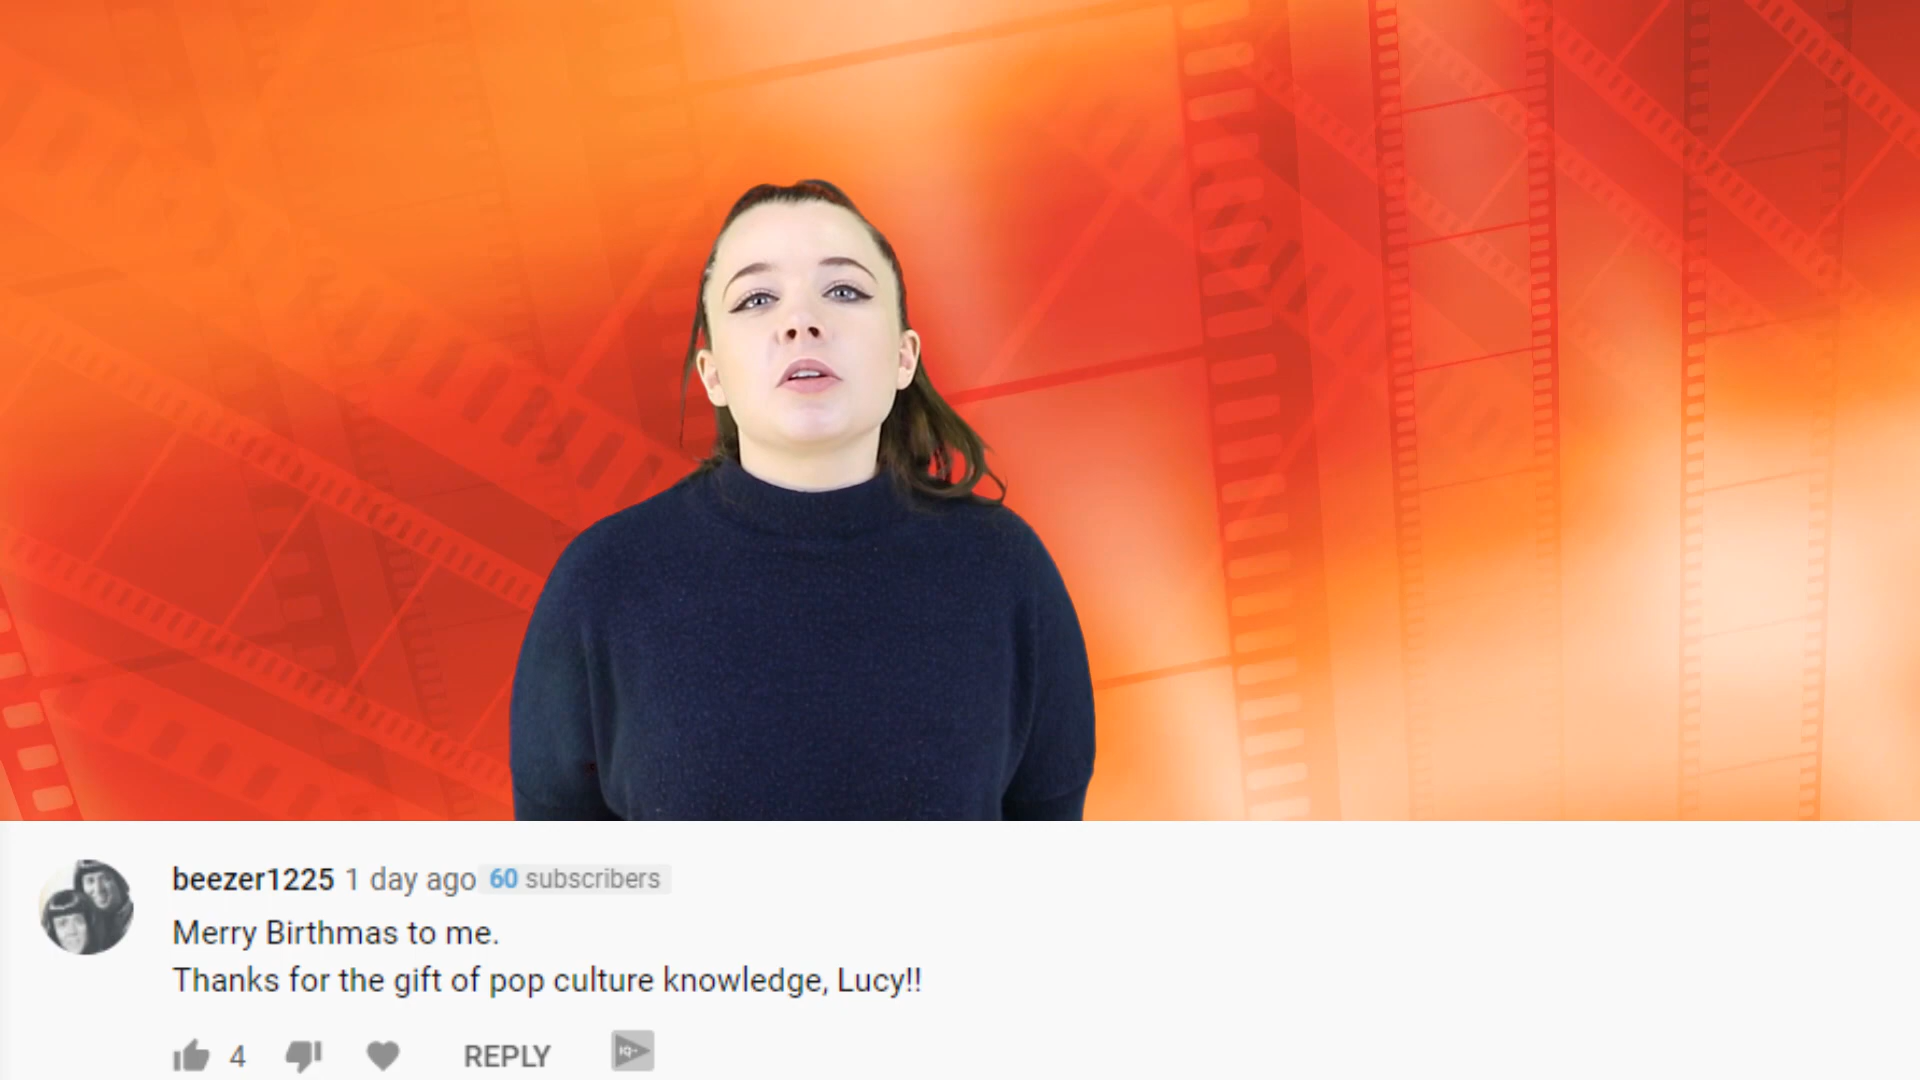 beezer1225 1 day ago 60 subscribers
Merry Birthmas to me.
Thanks for the gift of pop culture knowledge, Lucy!!
4 REPLY